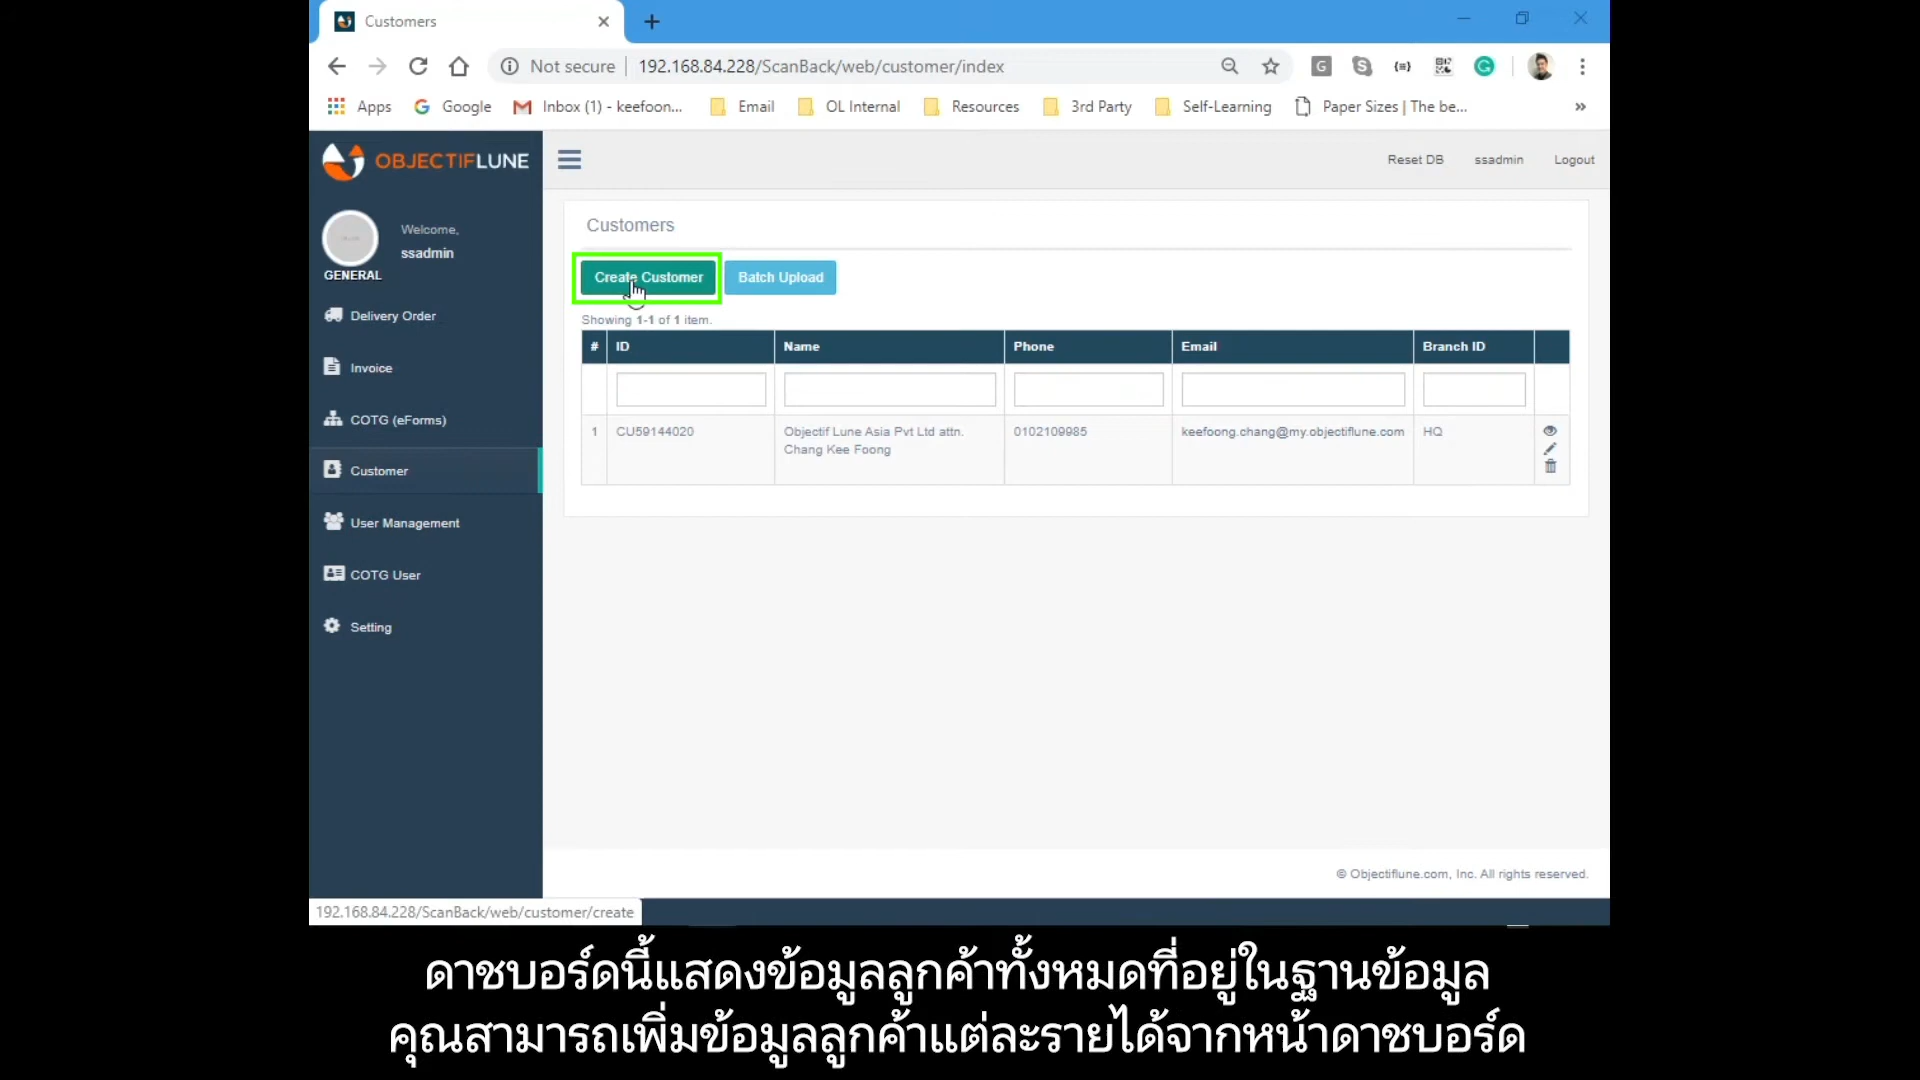 Customers
Not secure
192.168.84.228/ScanBack/web/customer/index
Apps
Google
Inbox (1) - keefoon...
Email
OL Internal
Resources
3rd Party
Self-Learning
Paper Sizes | The be...
»
OBJECTIFLUNE
Reset DB
ssadmin
Logout
Welcome,
ssadmin
GENERAL
Delivery Order
Invoice
COTG (eForms)
Customer
User Management
COTG User
Setting
Customers
Create Customer
Batch Upload
Showing 1-1 of 1 item.
# ID Name Phone Email Branch ID
1 CU59144020 Objectif Lune Asia Pvt Ltd attn. 0102109985 keefoong.chang@my.objectiflune.com HQ
Chang Kee Foong
© Objectiflune.com, Inc. All rights reserved.
192.168.84.228/ScanBack/web/customer/create
ดาชบอร์ดนี้แสดงข้อมูลลูกค้าทั้งหมดที่อยู่ในฐานข้อมูล
คุณสามารถเพิ่มข้อมูลลูกค้าแต่ละรายได้จากหน้าดาชบอร์ด